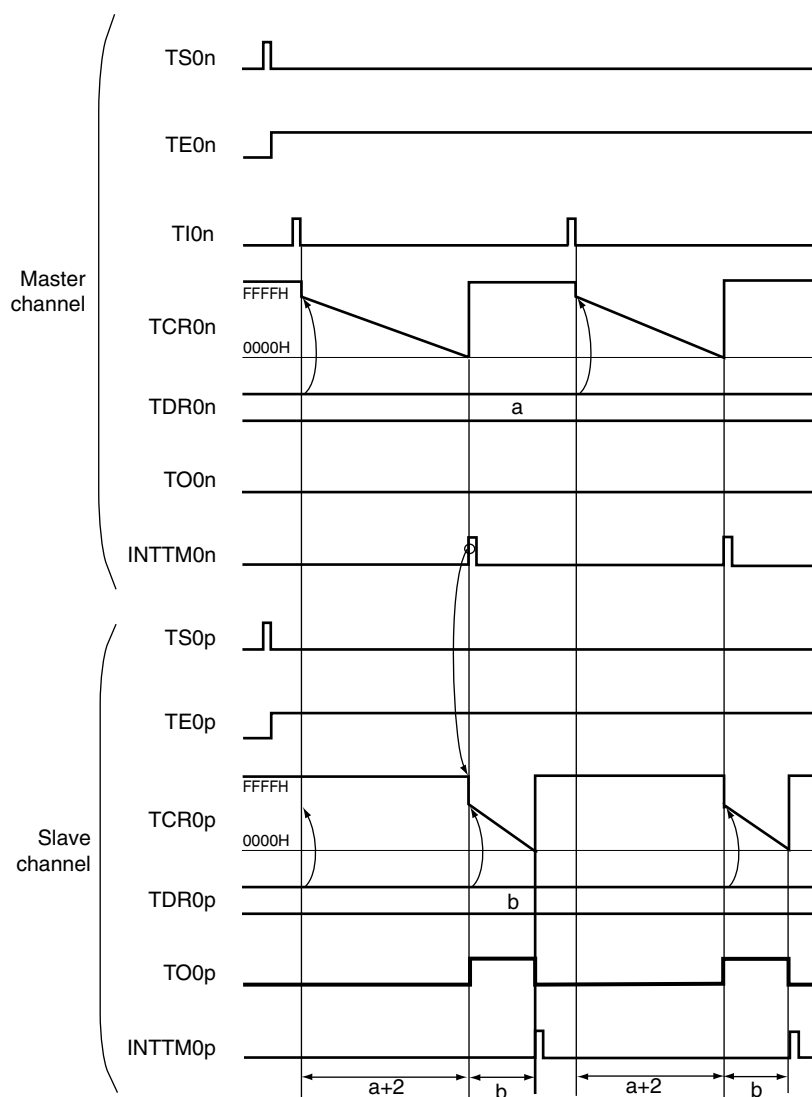 TS0n
TE0n
TI0n
Master
channel
FFFFH
TCR0n
0000H
TDR0n
a
TO0n
INTTM0n
TS0p
TE0p
FFFFH
TCR0p
0000H
Slave
channel
TDR0p
b
TO0p
INTTM0p
a+2 b a+2 b